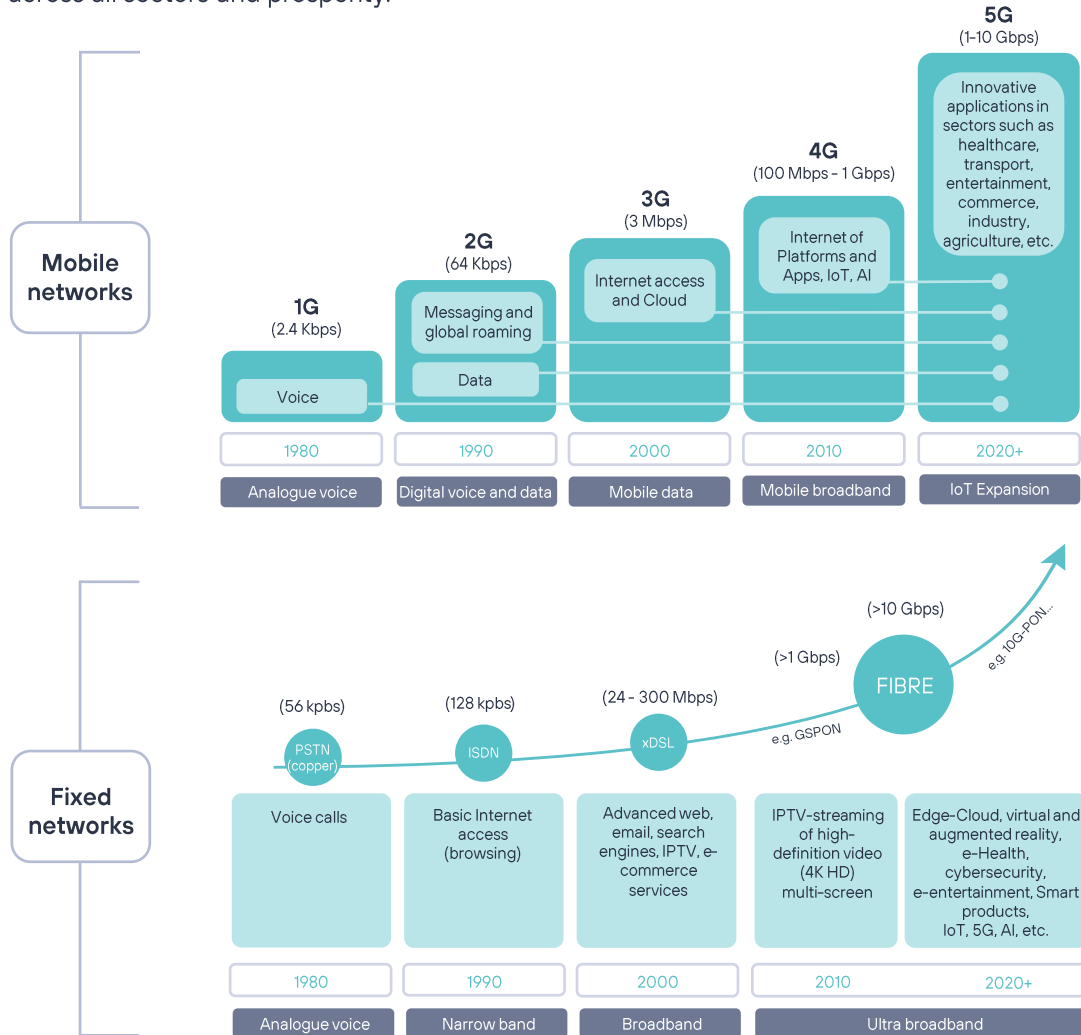 across all sectors and prosperity.
5G
(1-10 Gbps)
Innovative
applications in
sectors such as
healthcare,
transport,
entertainment,
commerce,
industry,
agriculture, etc.
4G
(100 Mbps - 1 Gbps)
Internet of
Platforms and
Apps, IoT, AI
3G
(3 Mbps)
Internet access
and Cloud
2G
(64 Kbps)
Messaging and
global roaming
Data
1G
(2.4 Kbps)
Voice
Mobile
networks
1980
1990
2000
2010
2020+
Analogue voice
Digital voice and data
Mobile data
Mobile broadband
IoT Expansion
Fixed
networks
(56 kpbs)
PSTN
(copper)
(128 kpbs)
ISDN
(24 - 300 Mbps)
xDSL
(>1 Gbps)
e.g. GSPON
(>10 Gbps)
FIBRE
e.g. 10G-PON...
Voice calls
Basic Internet
access
(browsing)
Advanced web,
email, search
engines, IPTV, e-
commerce
services
IPTV-streaming
of high-
definition video
(4K HD)
multi-screen
Edge-Cloud, virtual and
augmented reality,
e-Health,
cybersecurity,
e-entertainment, Smart
products,
IoT, 5G, AI, etc.
1980
1990
2000
2010
2020+
Analogue voice
Narrow band
Broadband
Ultra broadband